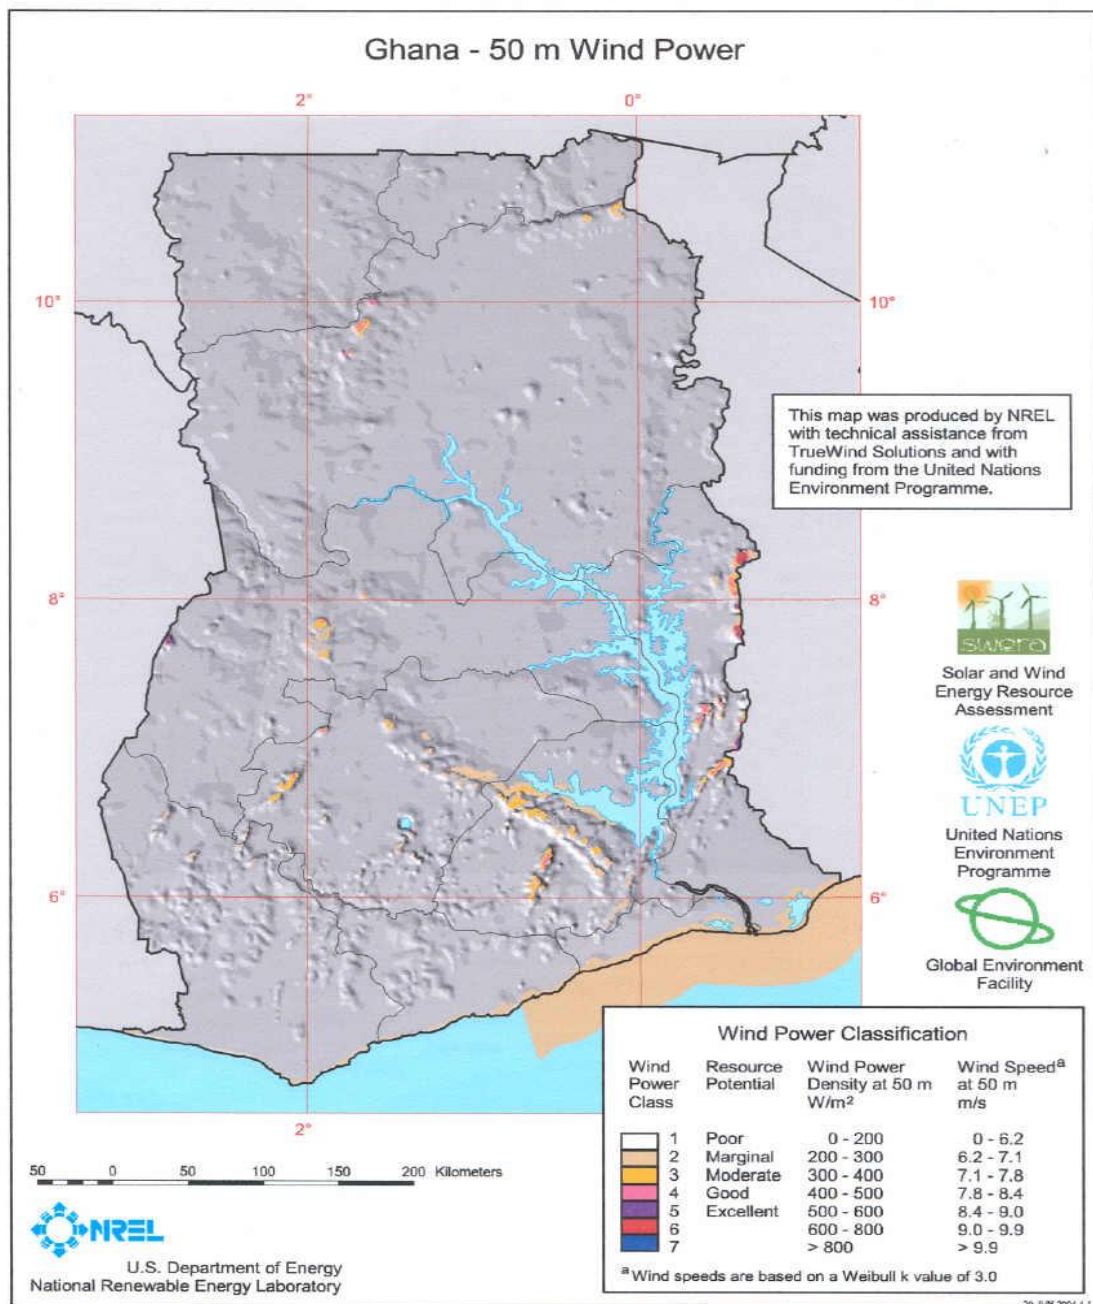 Ghana - 50 m Wind Power
2° 0°
10° 10°
This map was produced by NREL
with technical assistance from
TrueWind Solutions and with
funding from the United Nations
Environment Programme.
8° 8°
swera
Solar and Wind
Energy Resource
Assessment
UNEP
United Nations
Environment
Programme
6° 6°
Global Environment
Facility
2°
Wind Power Classification
Wind Resource Wind Power Wind Speedᵃ
Power Potential Density at 50 m at 50 m
Class W/m² m/s
1 Poor 0 - 200 0 - 6.2
2 Marginal 200 - 300 6.2 - 7.1
3 Moderate 300 - 400 7.1 - 7.8
4 Good 400 - 500 7.8 - 8.4
5 Excellent 500 - 600 8.4 - 9.0
6 600 - 800 9.0 - 9.9
7 > 800 > 9.9
ᵃ Wind speeds are based on a Weibull k value of 3.0
50 0 50 100 150 200 Kilometers
NREL
U.S. Department of Energy
National Renewable Energy Laboratory